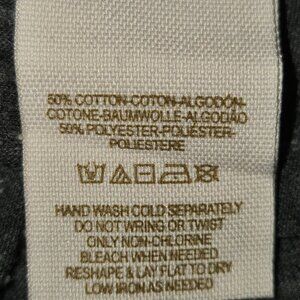 50% COTTON-COTON-ALGODÓN-
COTONE-BAUMWOLLE-ALGODÃO
50% POLYESTER-POLIÉSTER-
POLIESTERE
HAND WASH COLD SEPARATELY
DO NOT WRING OR TWIST
ONLY NON-CHLORINE
BLEACH WHEN NEEDED
RESHAPE & LAY FLAT TO DRY
LOW IRON AS NEEDED